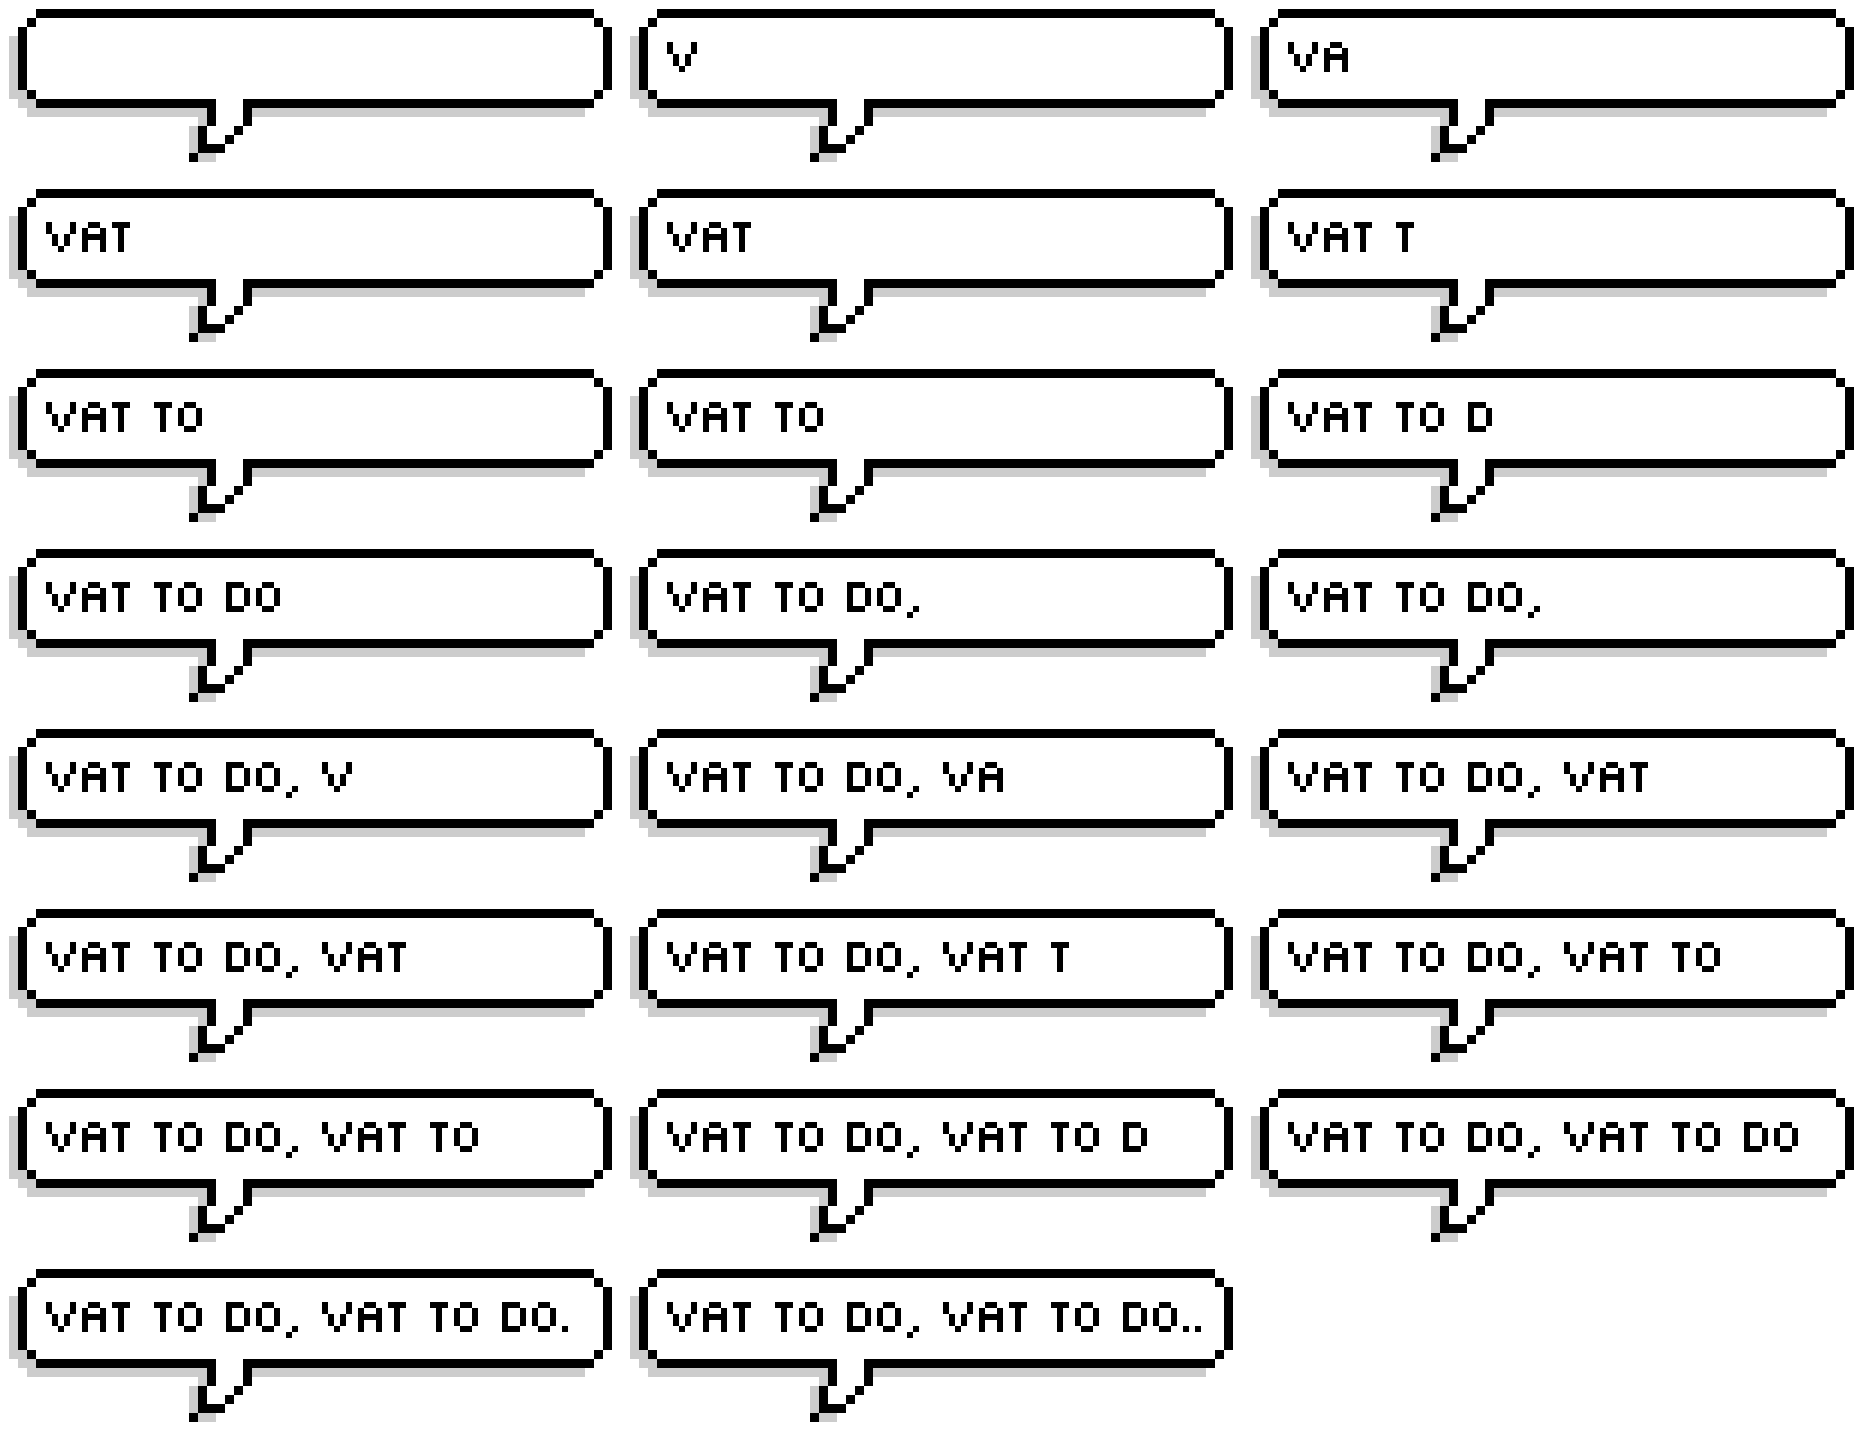 V
VA
VAT
VAT
VAT T
VAT TO
VAT TO
VAT TO D
VAT TO DO
VAT TO DO,
VAT TO DO,
VAT TO DO, V
VAT TO DO, VA
VAT TO DO, VAT
VAT TO DO, VAT
VAT TO DO, VAT T
VAT TO DO, VAT TO
VAT TO DO, VAT TO
VAT TO DO, VAT TO D
VAT TO DO, VAT TO DO
VAT TO DO, VAT TO DO.
VAT TO DO, VAT TO DO..